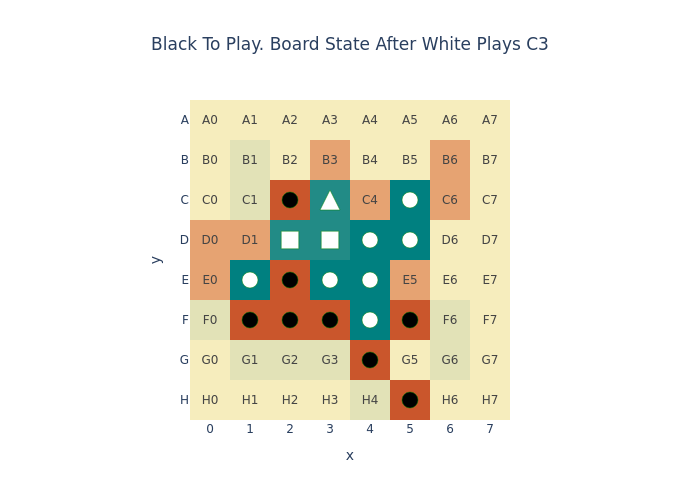 Black To Play. Board State After White Plays C3
A A0 A1 A2 A3 A4 A5 A6 A7
B B0 B1 B2 B3 B4 B5 B6 B7
C C0 C1 C4 C6 C7
D D0 D1 D6 D7
E E0 E5 E6 E7
F F0 F6 F7
G G0 G1 G2 G3 G5 G6 G7
H H0 H1 H2 H3 H4 H6 H7
0 1 2 3 4 5 6 7
x
y